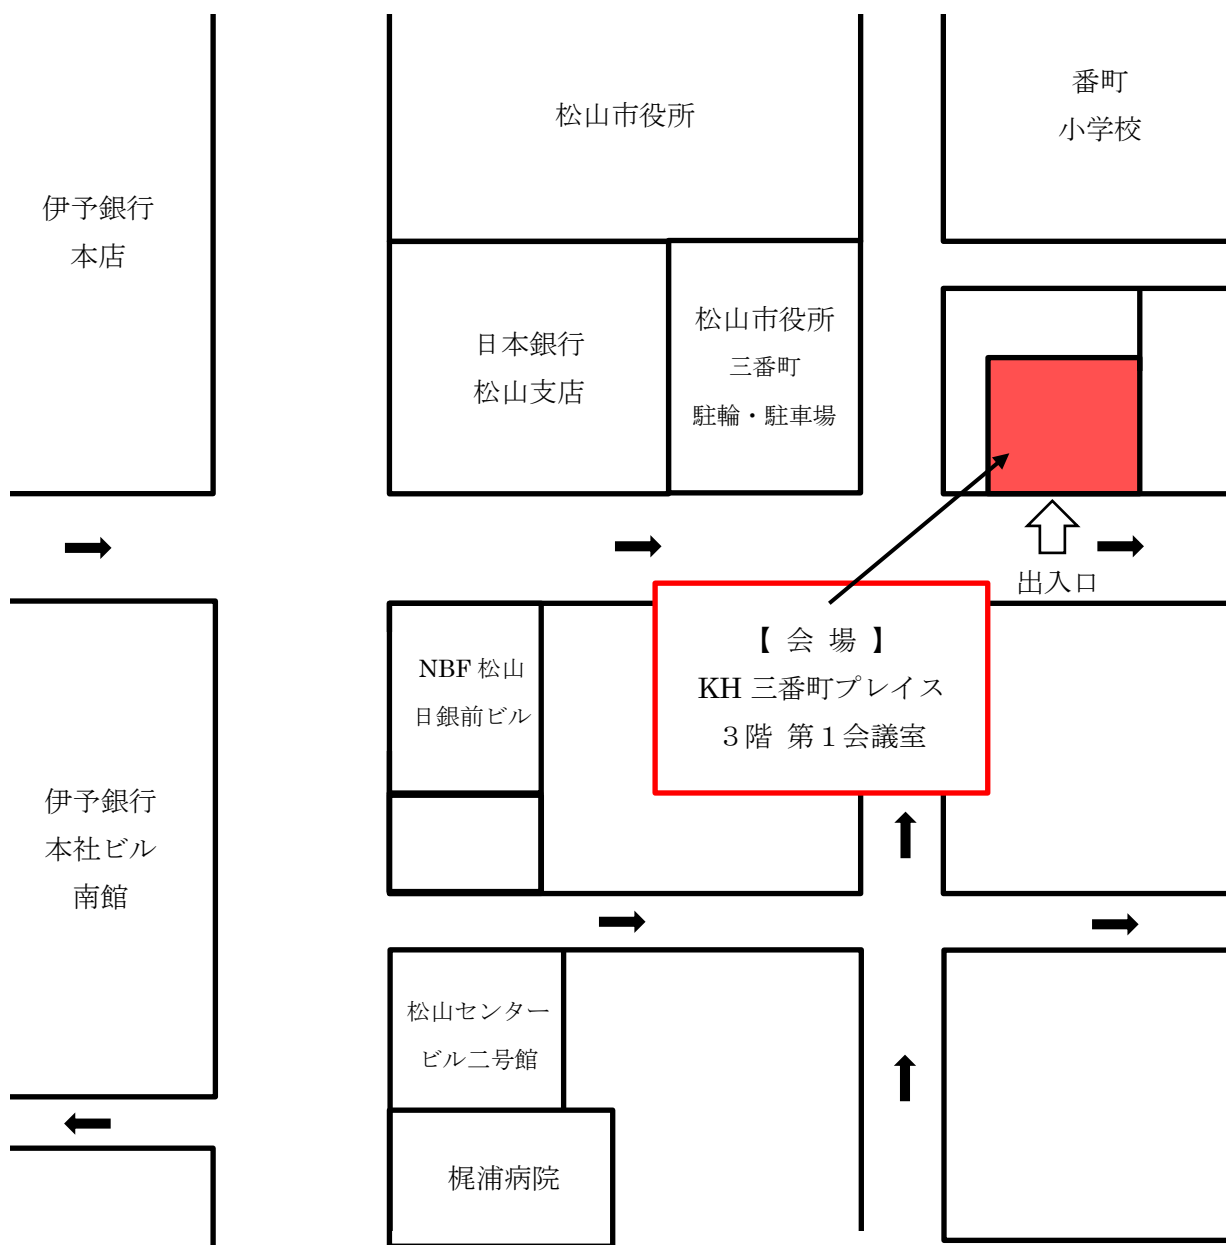 松山市役所
番町
小学校
伊予銀行
本店
日本銀行
松山支店
松山市役所
三番町
駐輪・駐車場
出入口
【 会 場 】
KH 三番町プレイス
３階 第１会議室
NBF 松山
日銀前ビル
伊予銀行
本社ビル
南館
松山センター
ビル二号館
梶浦病院